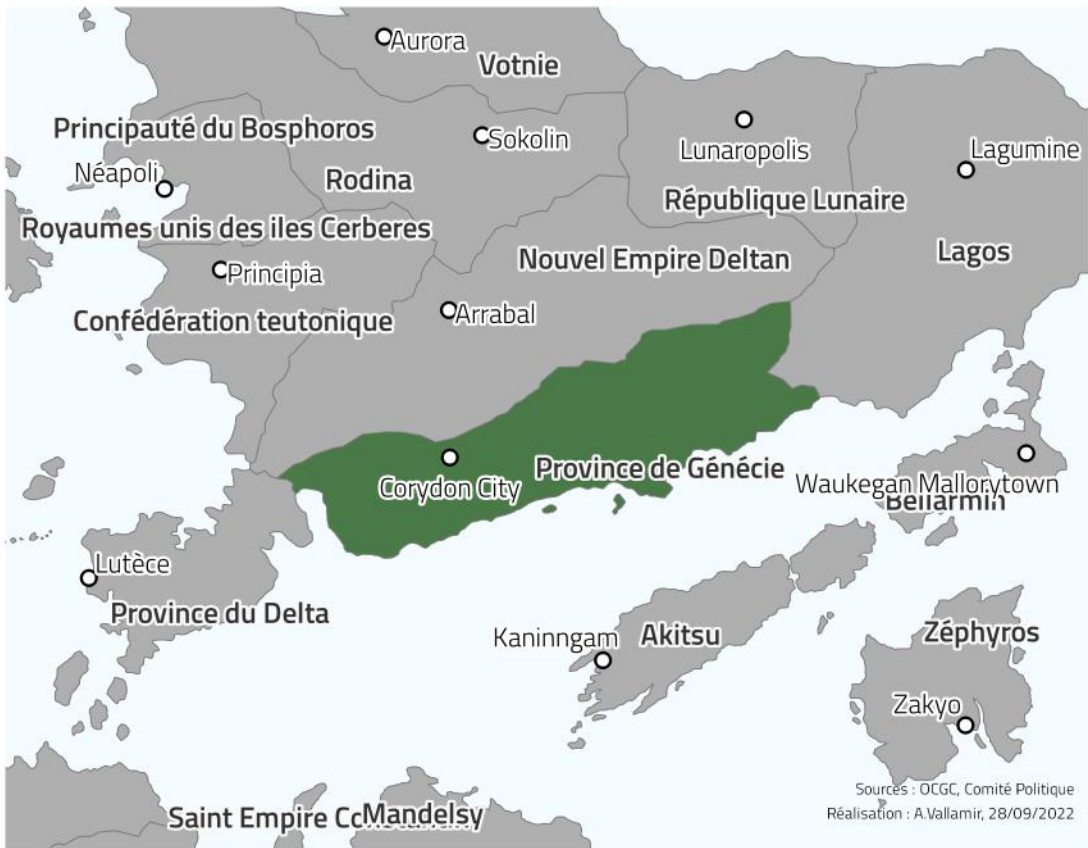 Aurora
Votnie
Principauté du Bosphoros
Sokolin
Lunaropolis
Lagumine
Néapoli
Rodina
République Lunaire
Royaumes unis des iles Cerberes
Nouvel Empire Deltan
Lagos
Principia
Confédération teutonique
Arrabal
Province de Génécie
Corydon City
Waukegan Mallorytown
Bellarmin
Lutèce
Province du Delta
Kaninngam
Akitsu
Zéphyros
Zakyo
Sources : OCGC, Comité Politique
Réalisation : A.Vallamir, 28/09/2022
Saint Empire
Mandelsy